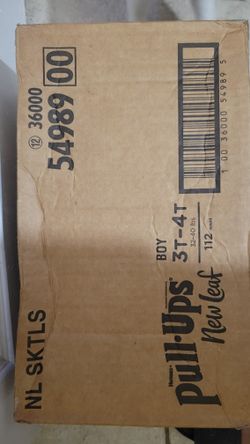 NL SKTLS
⑫ 36000
54989 00
1 00 36000 54989 5
BOY
3T-4T
32-40 lbs
112
HUGGIES
Pull-Ups
New Leaf